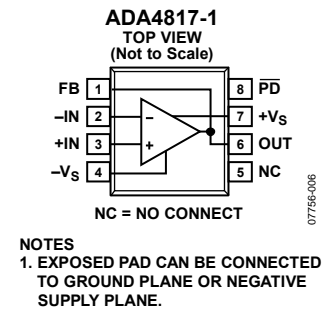 ADA4817-1
TOP VIEW
(Not to Scale)
FB 1
8 PD
–IN 2
7 +VS
+IN 3
6 OUT
–VS 4
5 NC
–
+
NC = NO CONNECT
07756-006
NOTES
1. EXPOSED PAD CAN BE CONNECTED
TO GROUND PLANE OR NEGATIVE
SUPPLY PLANE.